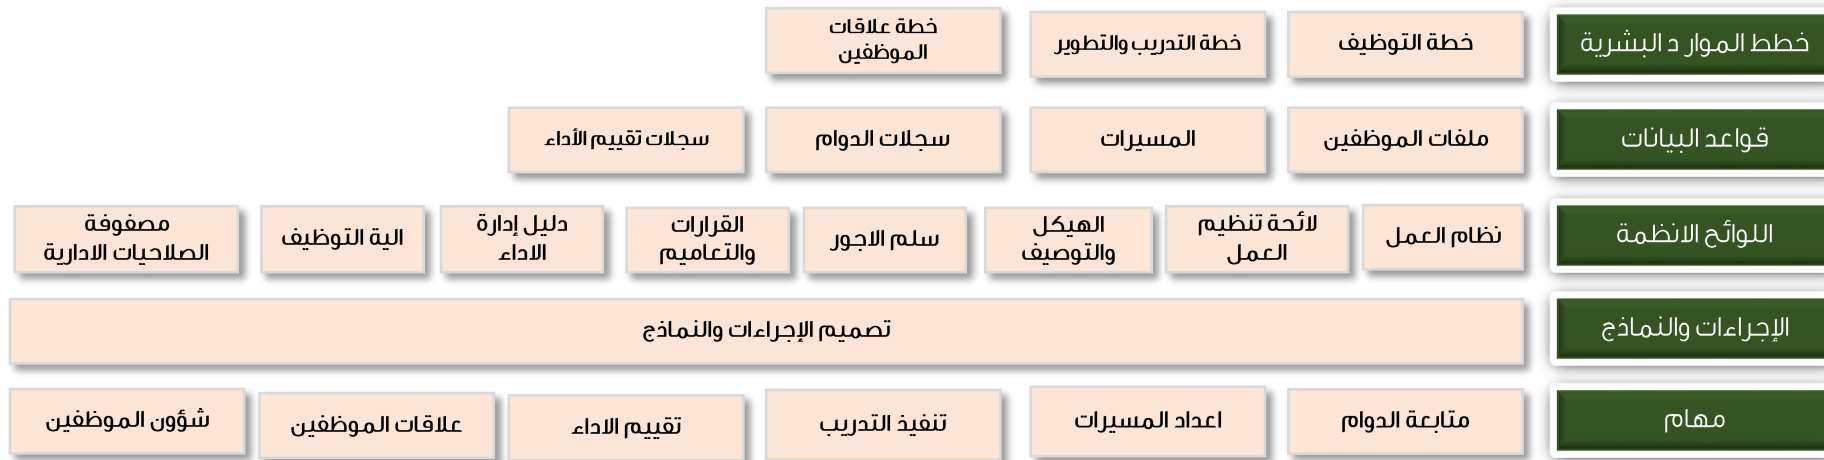 خطط الموار د البشرية
خطة التوظيف
خطة التدريب والتطوير
خطة علاقات
الموظفين
قواعد البيانات
ملفات الموظفين
المسيرات
سجلات الدوام
سجلات تقييم الأداء
اللوائح الانظمة
نظام العمل
لائحة تنظيم
العمل
الهيكل
والتوصيف
سلم الاجور
القرارات
والتعاميم
دليل إدارة
الاداء
الية التوظيف
مصفوفة
الصلاحيات الادارية
الإجراءات والنماذج
تصميم الإجراءات والنماذج
مهام
متابعة الدوام
اعداد المسيرات
تنفيذ التدريب
تقييم الاداء
علاقات الموظفين
شؤون الموظفين